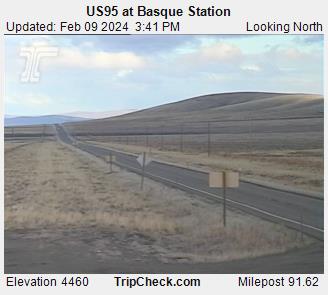 US95 at Basque Station
Updated: Feb 09 2024 3:41 PM Looking North
Elevation 4460 TripCheck.com Milepost 91.62